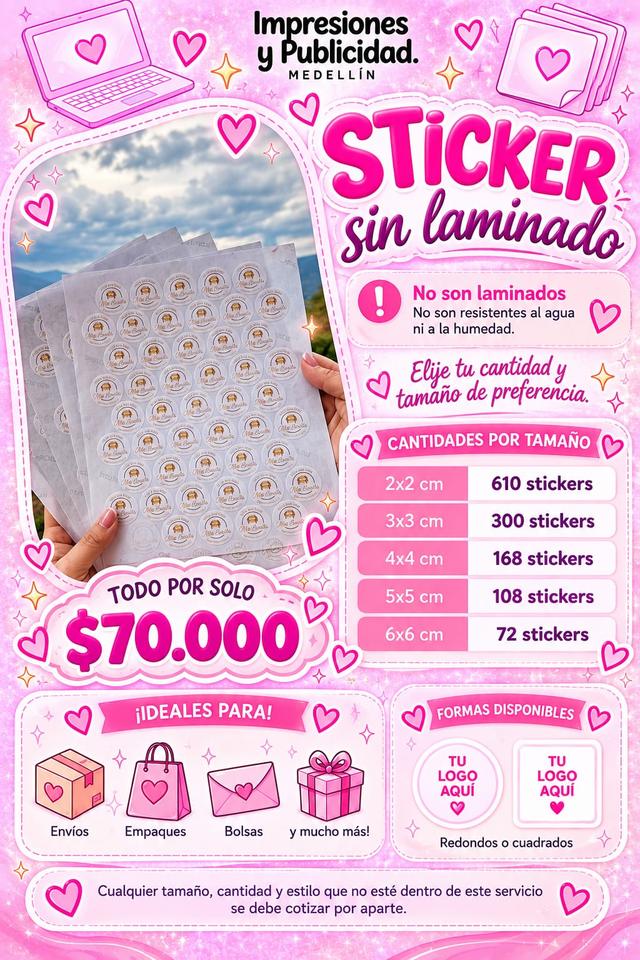 Impresiones
y Publicidad.
MEDELLÍN
STiCKER
sin laminado
!
No son laminados
No son resistentes al agua
ni a la humedad.
Elije tu cantidad y
tamaño de preferencia.
CANTIDADES POR TAMAÑO
2x2 cm 610 stickers
3x3 cm 300 stickers
4x4 cm 168 stickers
5x5 cm 108 stickers
6x6 cm 72 stickers
TODO POR SOLO
$70.000
¡IDEALES PARA!
Envíos
Empaques
Bolsas
y mucho más!
FORMAS DISPONIBLES
TU
LOGO
AQUÍ
TU
LOGO
AQUÍ
Redondos o cuadrados
Cualquier tamaño, cantidad y estilo que no esté dentro de este servicio
se debe cotizar por aparte.